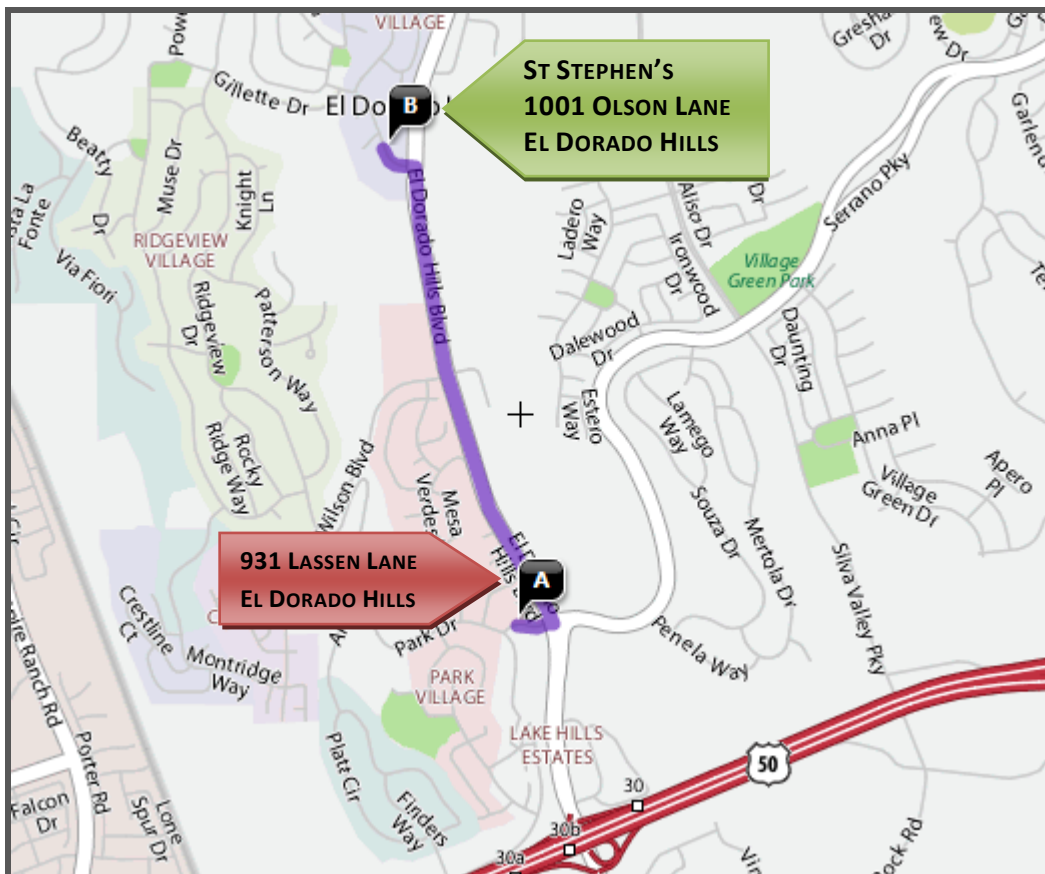 VILLAGE
Gillette Dr
El Do
B
ST STEPHEN'S
1001 OLSON LANE
EL DORADO HILLS
Beatty
Dr
Muse Dr
Knight
Ln
Fonte
Via Fiori
RIDGEVIEW
VILLAGE
Ridgeview
Dr
Patterson Way
Rocky
Ridge Way
El Dorado Hills Blvd
Ladero
Way
Aliso Dr
Dr
Ironwood
Dr
Serrano Pky
Village
Green Park
Dalewood
Dr
Estero
Way
Daunting
Dr
Lamego
Way
Anna Pl
Village
Green Dr
Apero
Pl
Souza Dr
Mertola Dr
Silva Valley Pky
Penela Way
Wilson Blvd
Mesa
Verdes
931 LASSEN LANE
EL DORADO HILLS
A
Park Dr
PARK
VILLAGE
LAKE HILLS
ESTATES
Crestline
Ct
Montridge
Way
Platt Cir
Finders
Way
Porter Rd
Lone
Spur Dr
Falcon
Dr
Ranch Rd
50
30
30b
30a